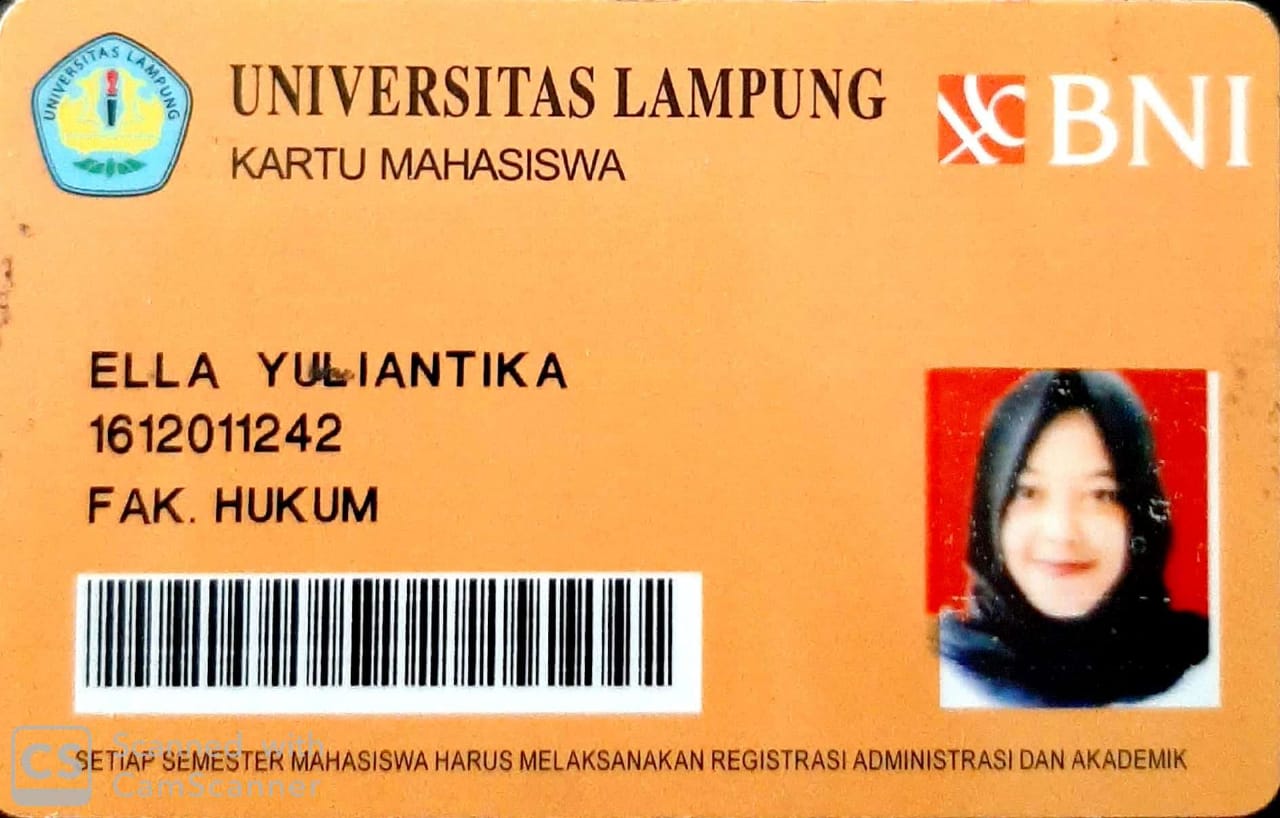 UNIVERSITAS LAMPUNG
UNIVERSITAS LAMPUNG
KARTU MAHASISWA
BNI
ELLA YULIANTIKA
1612011242
FAK. HUKUM
SETIAP SEMESTER MAHASISWA HARUS MELAKSANAKAN REGISTRASI ADMINISTRASI DAN AKADEMIK
CS Scanned with
CamScanner